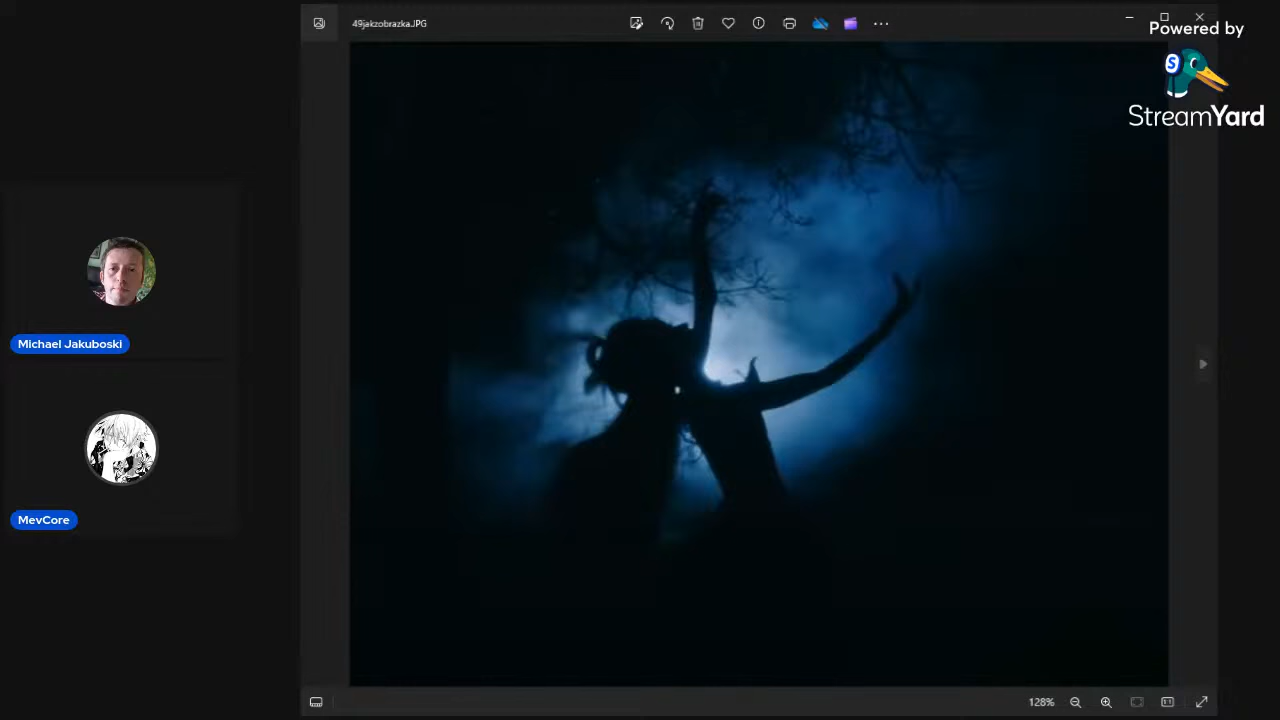 49jakzobrazka.JPG
Powered by
StreamYard
Michael Jakuboski
MevCore
128%